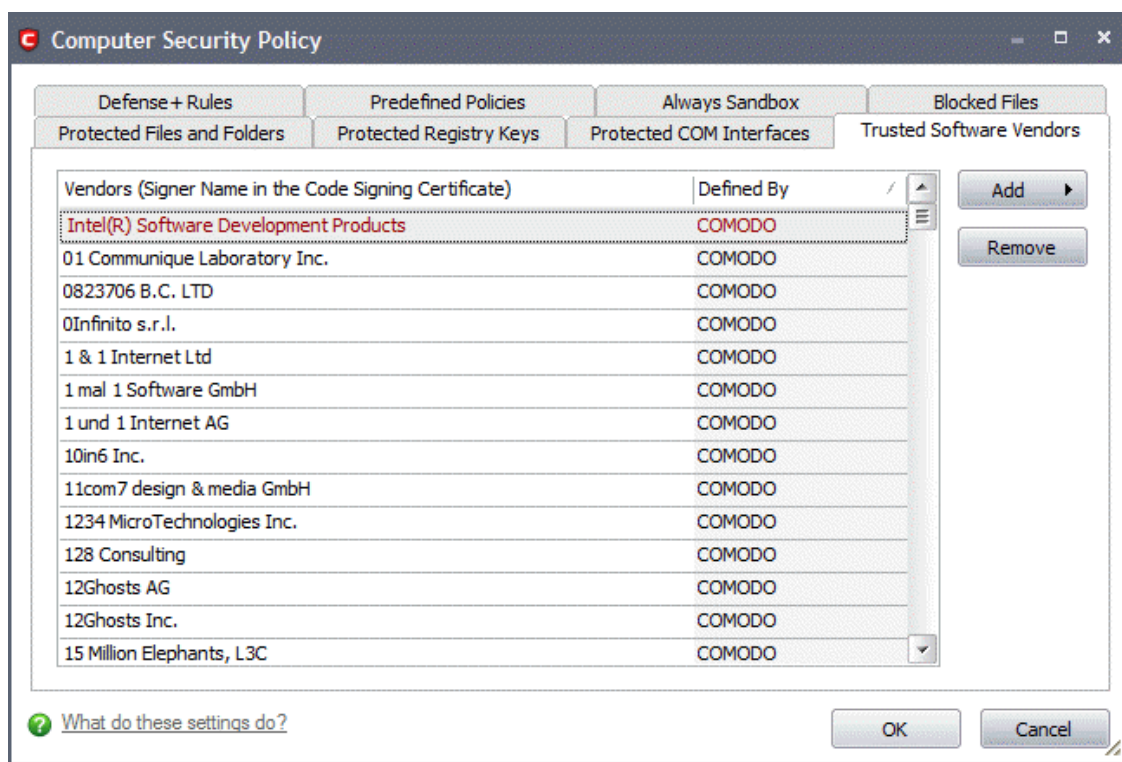 Computer Security Policy
Defense+ Rules Predefined Policies Always Sandbox Blocked Files
Protected Files and Folders Protected Registry Keys Protected COM Interfaces Trusted Software Vendors
Vendors (Signer Name in the Code Signing Certificate) Defined By Add
Intel(R) Software Development Products COMODO
Remove
01 Communique Laboratory Inc. COMODO
0823706 B.C. LTD COMODO
0Infinito s.r.l. COMODO
1 & 1 Internet Ltd COMODO
1 mal 1 Software GmbH COMODO
1 und 1 Internet AG COMODO
10in6 Inc. COMODO
11com7 design & media GmbH COMODO
1234 MicroTechnologies Inc. COMODO
128 Consulting COMODO
12Ghosts AG COMODO
12Ghosts Inc. COMODO
15 Million Elephants, L3C COMODO
What do these settings do? OK Cancel